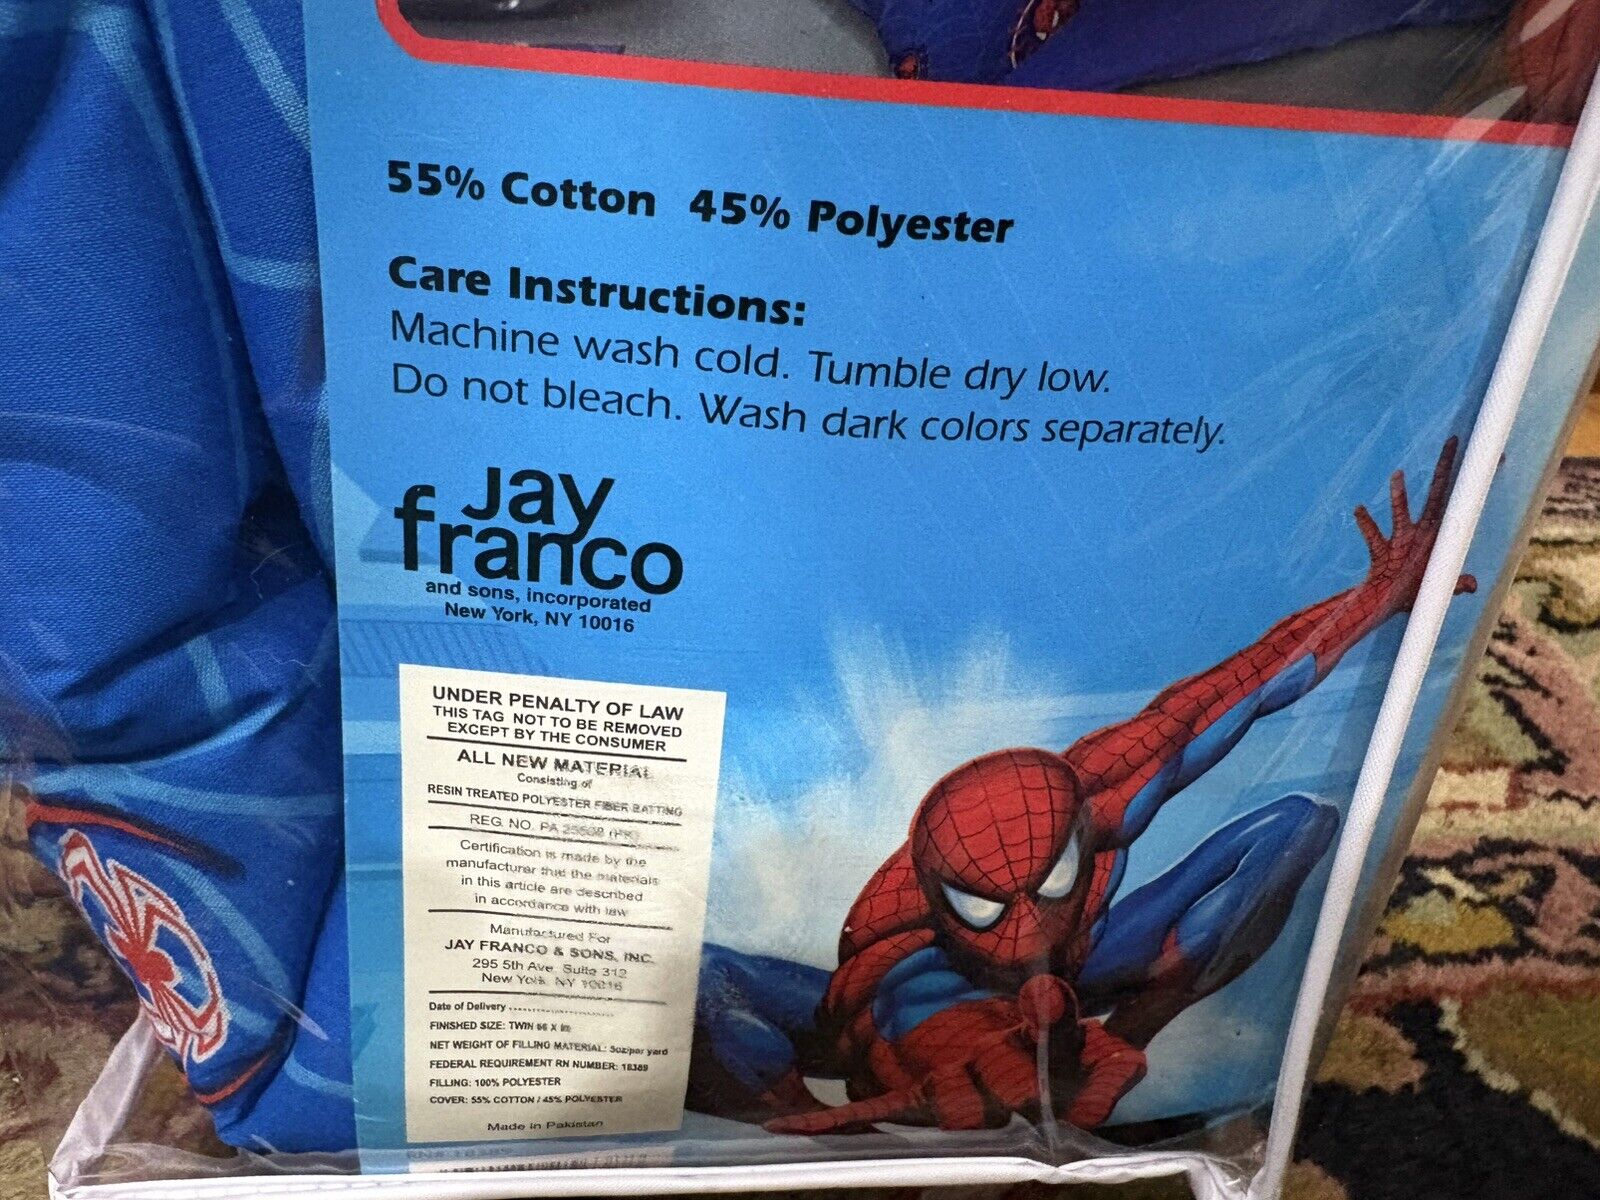 55% Cotton 45% Polyester
Care Instructions:
Machine wash cold. Tumble dry low.
Do not bleach. Wash dark colors separately.
Jay
franco
and sons, incorporated
New York, NY 10016
UNDER PENALTY OF LAW
THIS TAG NOT TO BE REMOVED
EXCEPT BY THE CONSUMER
ALL NEW MATERIAL
Consisting of
RESIN TREATED POLYESTER FIBER BATTING
REG. NO. PA
Certification is made by the
manufacturer that the materials
in this article are described
in accordance with law
Manufactured For
JAY FRANCO & SONS, INC.
295 5th Ave Suite 312
New York NY 10016
Date of Delivery
FINISHED SIZE: TWIN
NET WEIGHT OF FILLING MATERIAL: 5oz/per yard
FEDERAL REQUIREMENT RN NUMBER: 18389
FILLING: 100% POLYESTER
COVER: 55% COTTON / 45% POLYESTER
Made in Pakistan